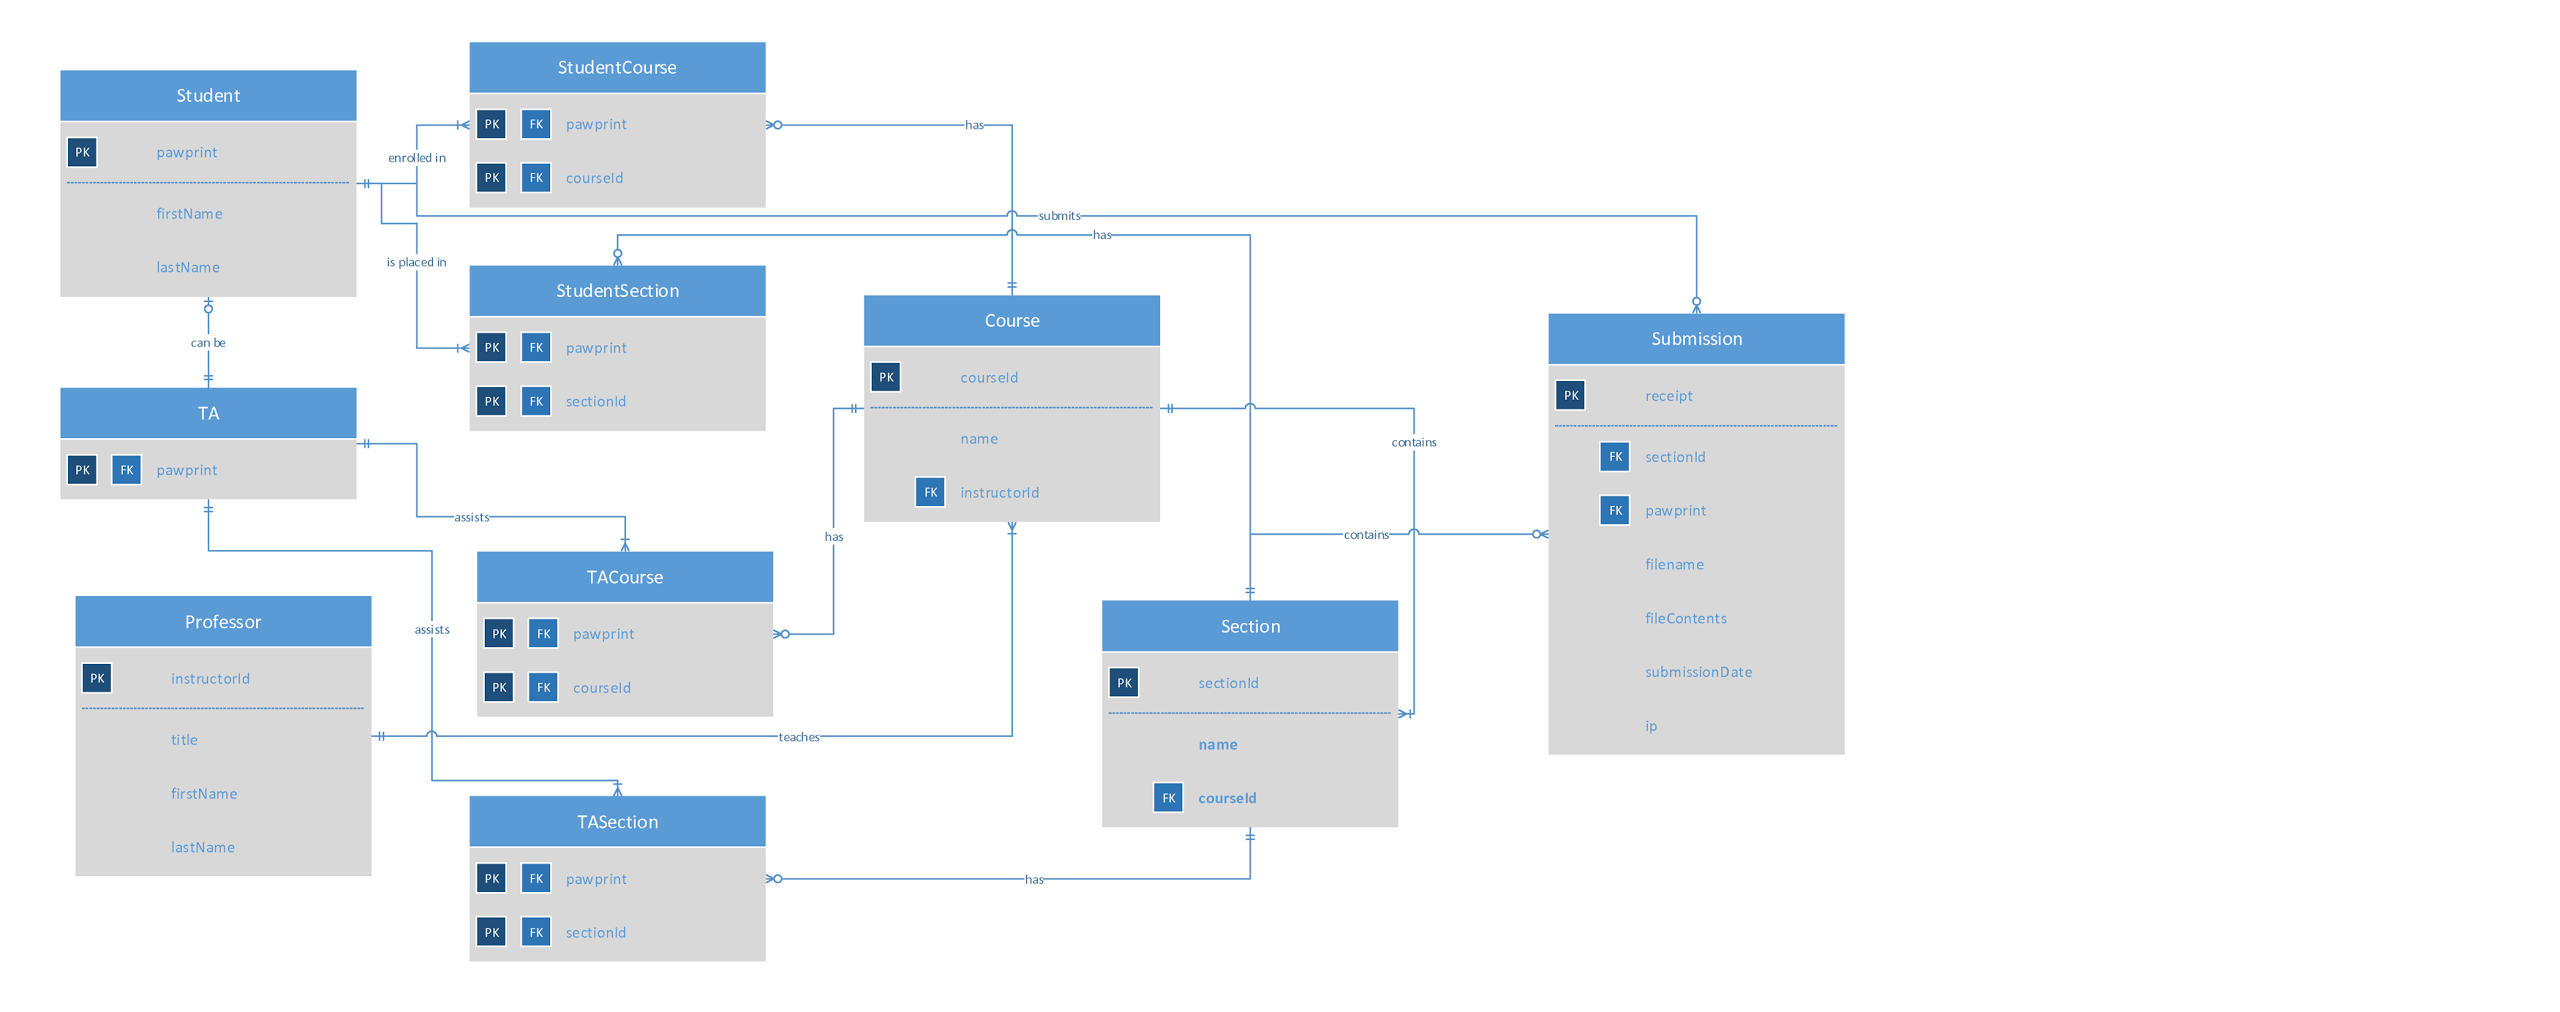 StudentCourse
PK FK pawprint
PK FK courseId
Student
PK pawprint
firstName
lastName
enrolled in
has
submits
has
is placed in
StudentSection
PK FK pawprint
PK FK sectionId
can be
TA
PK FK pawprint
Course
PK courseId
name
FK instructorId
Submission
PK receipt
FK sectionId
FK pawprint
filename
fileContents
submissionDate
ip
contains
assists
has
contains
TACourse
PK FK pawprint
PK FK courseId
assists
Professor
PK instructorId
title
firstName
lastName
Section
PK sectionId
name
FK courseId
teaches
TASection
PK FK pawprint
PK FK sectionId
has